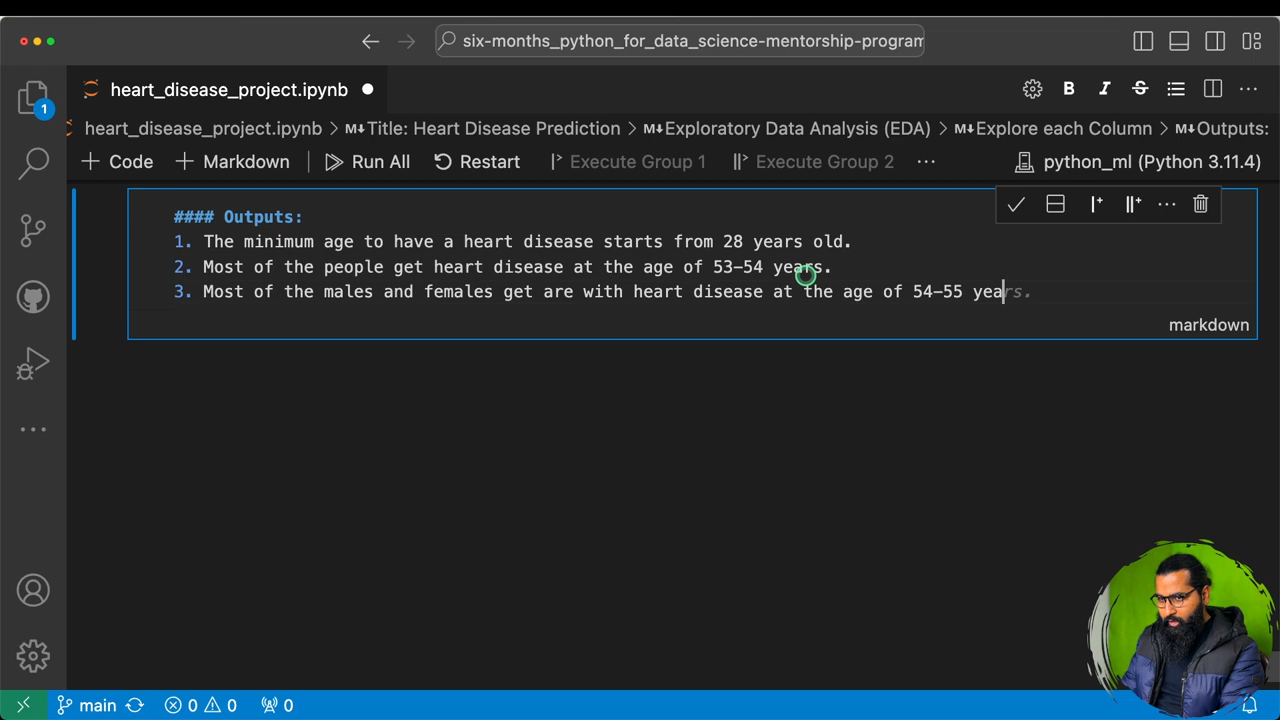 six-months_python_for_data_science-mentorship-program
1
heart_disease_project.ipynb
heart_disease_project.ipynb > M↓Title: Heart Disease Prediction > M↓Exploratory Data Analysis (EDA) > M↓Explore each Column > M↓Outputs:
+ Code + Markdown | Run All Restart Execute Group 1 Execute Group 2 ... python_ml (Python 3.11.4)
#### Outputs:
1. The minimum age to have a heart disease starts from 28 years old.
2. Most of the people get heart disease at the age of 53-54 years.
3. Most of the males and females get are with heart disease at the age of 54-55 years.
markdown
main 0 0 0